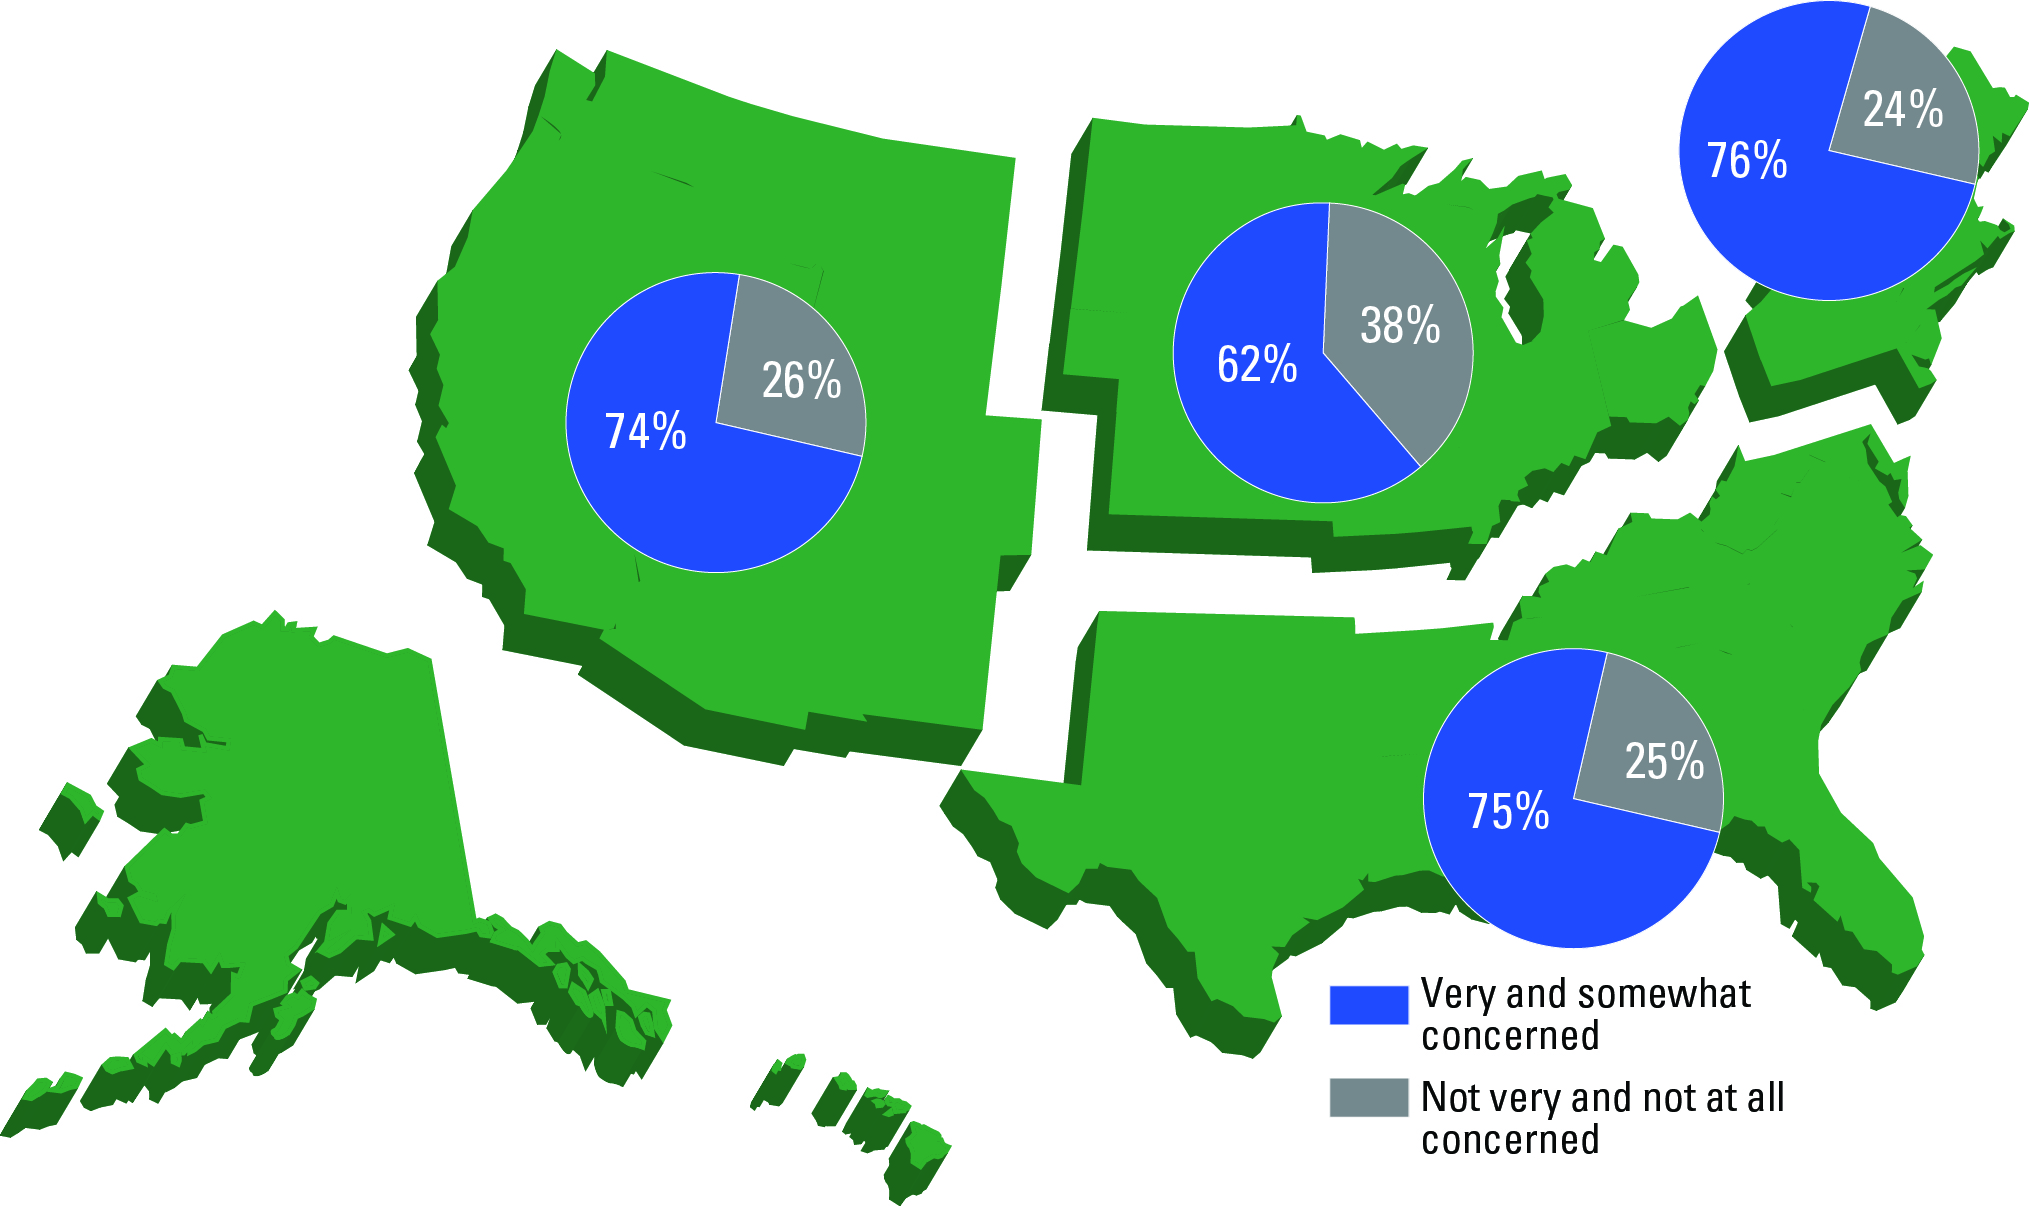 24%
76%
38%
62%
26%
74%
25%
75%
Very and somewhat
concerned
Not very and not at all
concerned